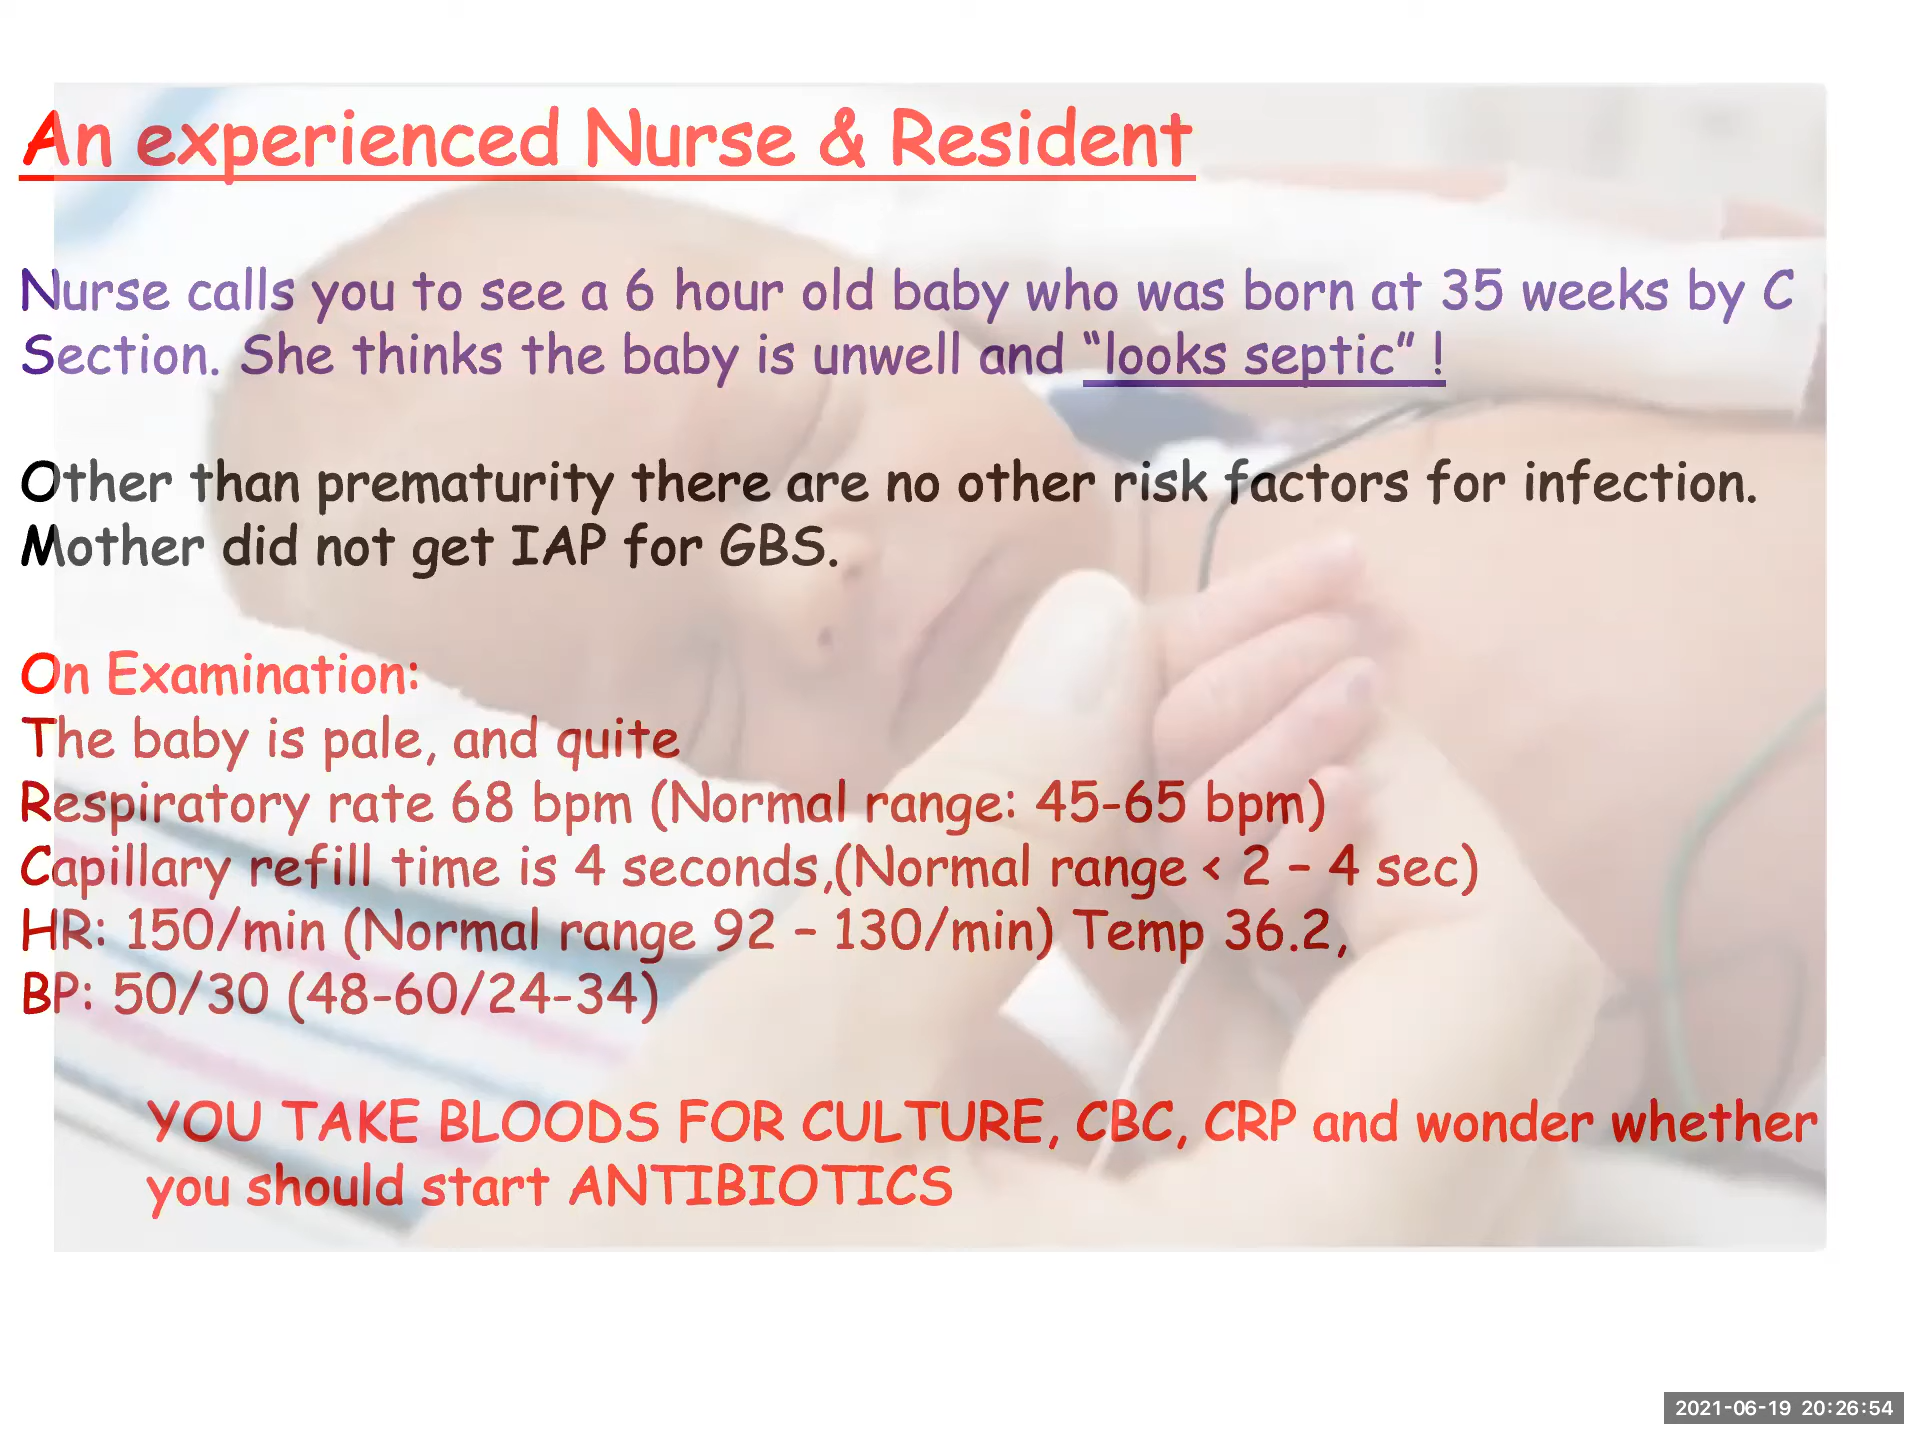 An experienced Nurse & Resident
Nurse calls you to see a 6 hour old baby who was born at 35 weeks by C
Section. She thinks the baby is unwell and “looks septic” !
Other than prematurity there are no other risk factors for infection.
Mother did not get IAP for GBS.
On Examination:
The baby is pale, and quite
Respiratory rate 68 bpm (Normal range: 45-65 bpm)
Capillary refill time is 4 seconds,(Normal range < 2 – 4 sec)
HR: 150/min (Normal range 92 – 130/min) Temp 36.2,
BP: 50/30 (48-60/24-34)
YOU TAKE BLOODS FOR CULTURE, CBC, CRP and wonder whether
you should start ANTIBIOTICS
2021-06-19 20:26:54